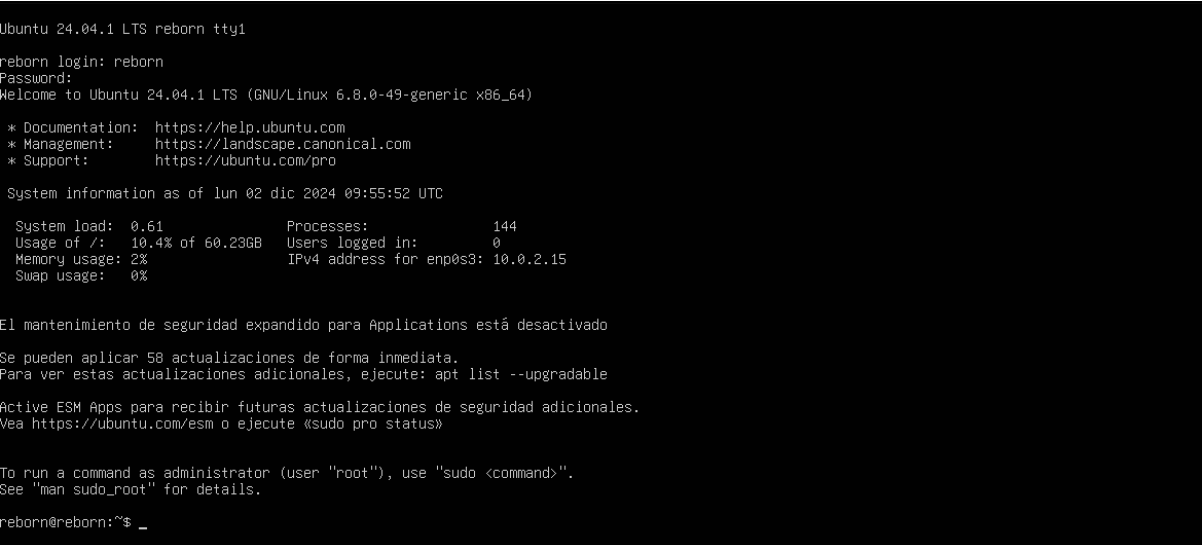 Ubuntu 24.04.1 LTS reborn tty1
reborn login: reborn
Password:
Welcome to Ubuntu 24.04.1 LTS (GNU/Linux 6.8.0-49-generic x86_64)
* Documentation:  https://help.ubuntu.com
* Management:     https://landscape.canonical.com
* Support:        https://ubuntu.com/pro
System information as of lun 02 dic 2024 09:55:52 UTC
System load:  0.61                Processes:               144
Usage of /:   10.4% of 60.23GB   Users logged in:         0
Memory usage: 2%                  IPv4 address for enp0s3: 10.0.2.15
Swap usage:   0%
El mantenimiento de seguridad expandido para Applications está desactivado
Se pueden aplicar 58 actualizaciones de forma inmediata.
Para ver estas actualizaciones adicionales, ejecute: apt list --upgradable
Active ESM Apps para recibir futuras actualizaciones de seguridad adicionales.
Vea https://ubuntu.com/esm o ejecute «sudo pro status»
To run a command as administrator (user "root"), use "sudo <command>".
See "man sudo_root" for details.
reborn@reborn:~$ _